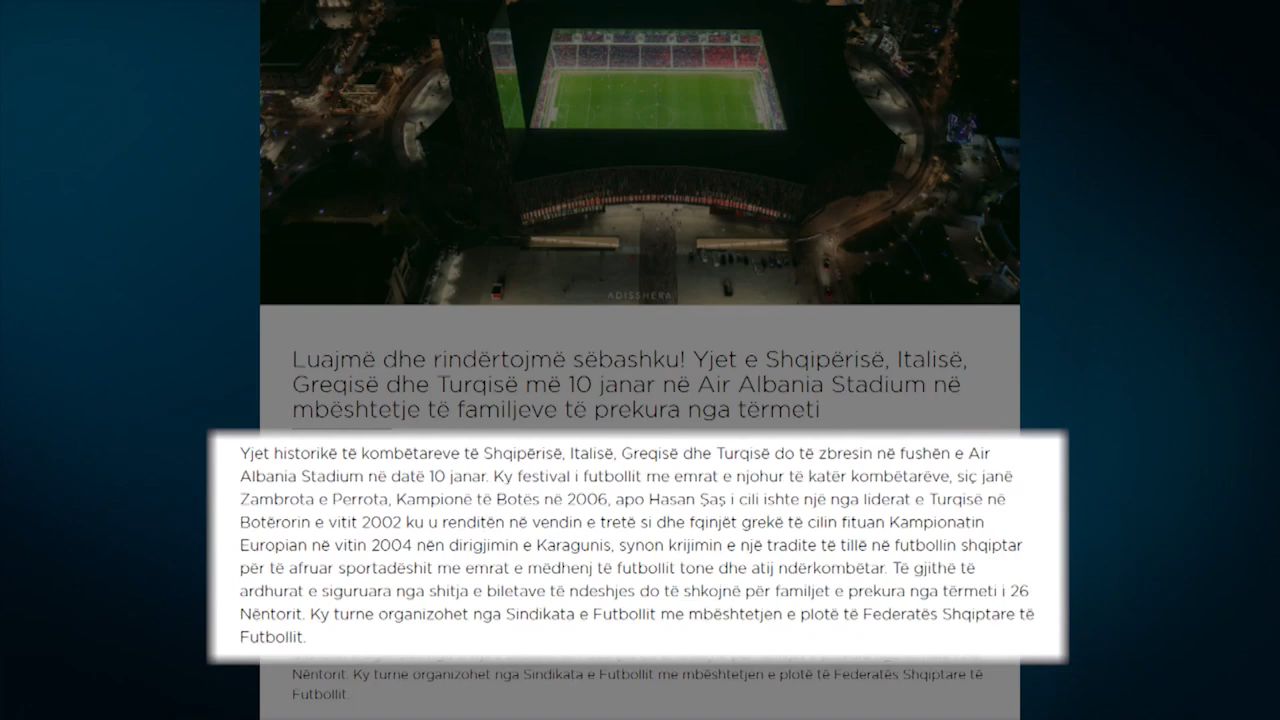 ADISSHERA
Luajmë dhe rindërtojmë sëbashku! Yjet e Shqipërisë, Italisë,
Greqisë dhe Turqisë më 10 janar në Air Albania Stadium në
mbështetje të familjeve të prekura nga tërmeti
Yjet historikë të kombëtareve të Shqipërisë, Italisë, Greqisë dhe Turqisë do të zbresin në fushën e Air
Albania Stadium në datë 10 janar. Ky festival i futbollit me emrat e njohur të katër kombëtarëve, siç janë
Zambrota e Perrota, Kampionë të Botës në 2006, apo Hasan Şaş i cili ishte një nga liderat e Turqisë në
Botërorin e vitit 2002 ku u renditën në vendin e tretë si dhe fqinjët grekë të cilin fituan Kampionatin
Europian në vitin 2004 nën dirigjimin e Karagunis, synon krijimin e një tradite të tillë në futbollin shqiptar
për të afruar sportadëshit me emrat e mëdhenj të futbollit tone dhe atij ndërkombëtar. Të gjithë të
ardhurat e siguruara nga shitja e biletave të ndeshjes do të shkojnë për familjet e prekura nga tërmeti i 26
Nëntorit. Ky turne organizohet nga Sindikata e Futbollit me mbështetjen e plotë të Federatës Shqiptare të
Futbollit.
Nëntorit. Ky turne organizohet nga Sindikata e Futbollit me mbështetjen e plotë të Federatës Shqiptare të
Futbollit.